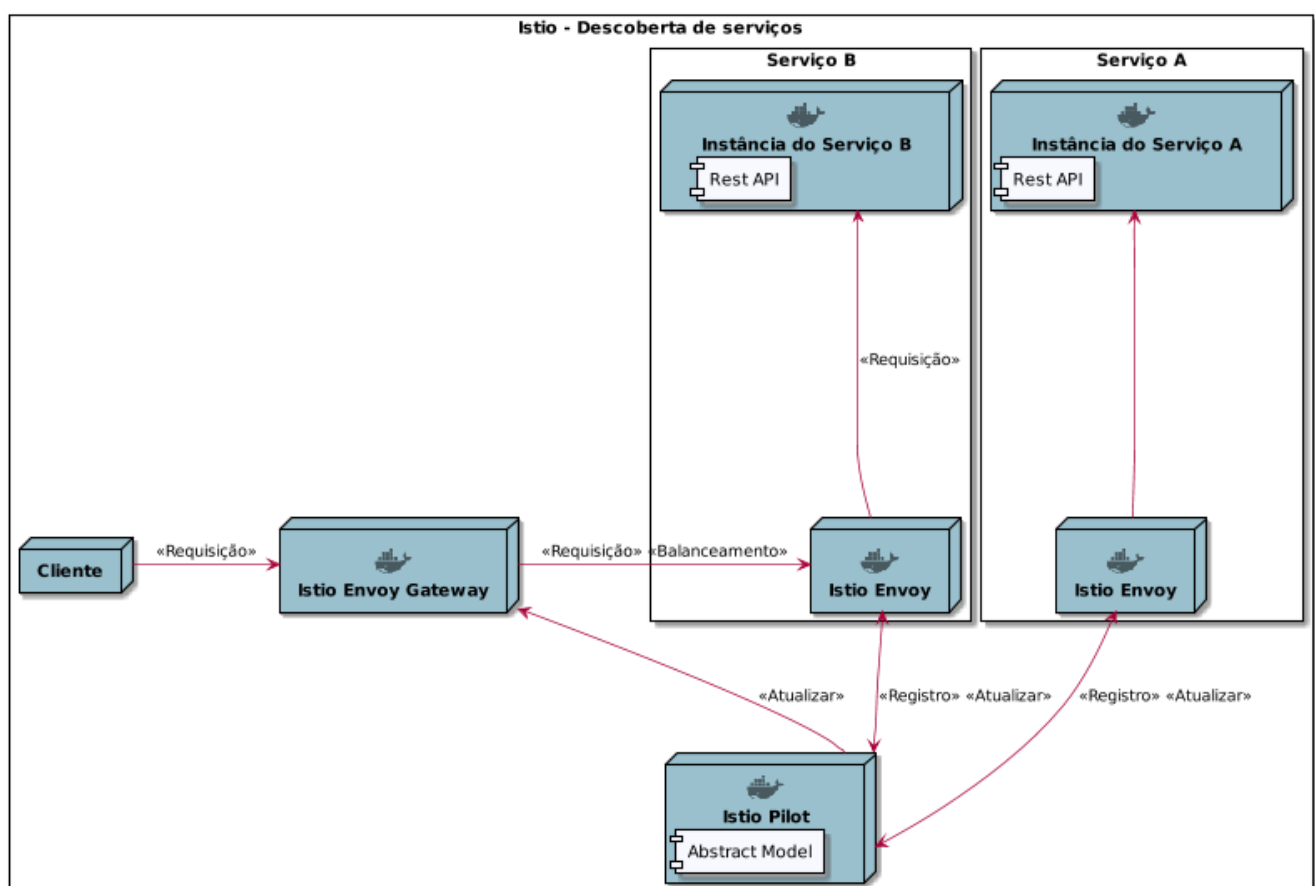 Istio - Descoberta de serviços
Serviço B
Serviço A
Instância do Serviço B
Instância do Serviço A
Rest API
Rest API
«Requisição»
«Requisição»
«Requisição» «Balanceamento»
Cliente
Istio Envoy Gateway
Istio Envoy
Istio Envoy
«Atualizar»
«Registro» «Atualizar»
«Registro» «Atualizar»
Istio Pilot
Abstract Model